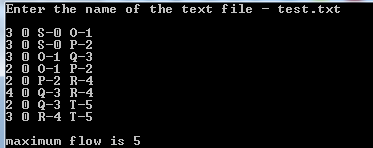 Enter the name of the text file - test.txt
3 0 S-0 O-1
3 0 S-0 P-2
3 0 O-1 Q-3
2 0 O-1 P-2
2 0 P-2 R-4
4 0 Q-3 R-4
2 0 Q-3 T-5
3 0 R-4 T-5
maximum flow is 5